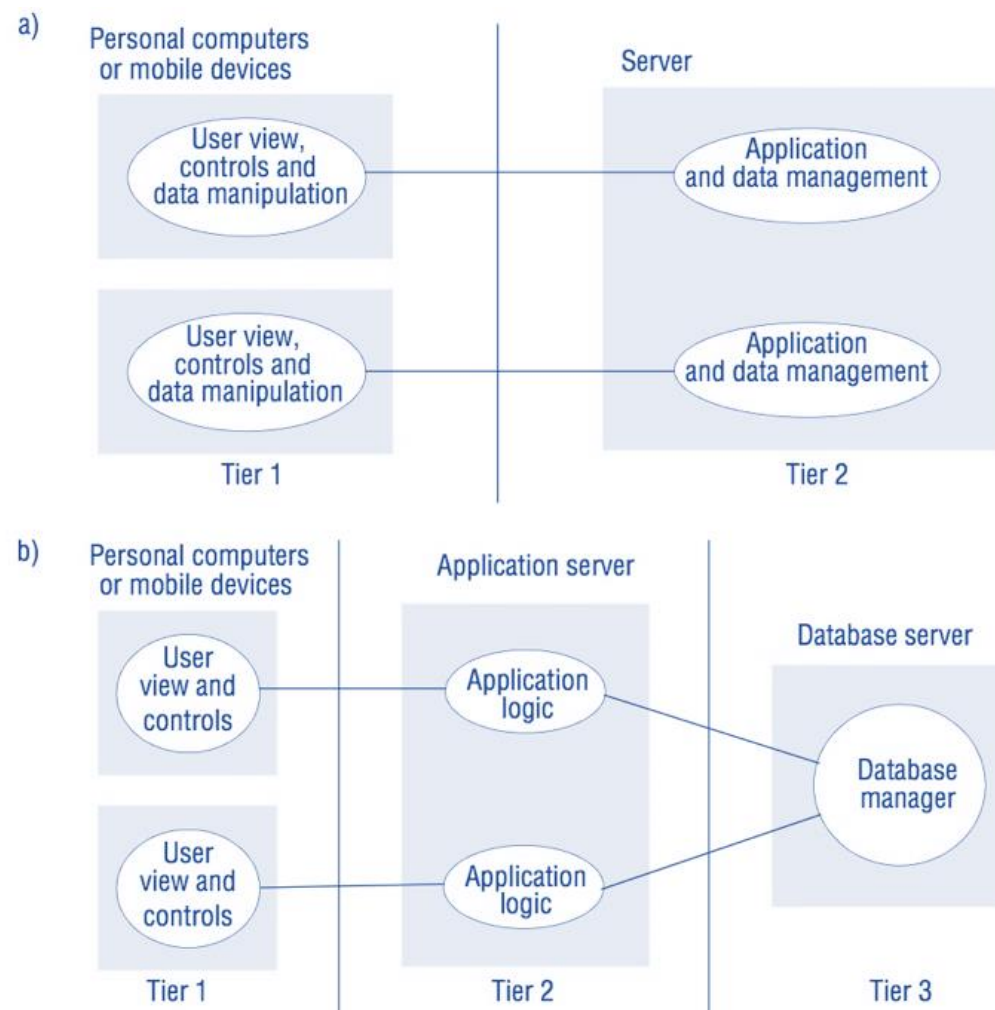 a)
Personal computers
or mobile devices
Server
User view,
controls and
data manipulation
Application
and data management
User view,
controls and
data manipulation
Application
and data management
Tier 1
Tier 2
b)
Personal computers
or mobile devices
Application server
Database server
User
view and
controls
Application
logic
Database
manager
User
view and
controls
Application
logic
Tier 1
Tier 2
Tier 3